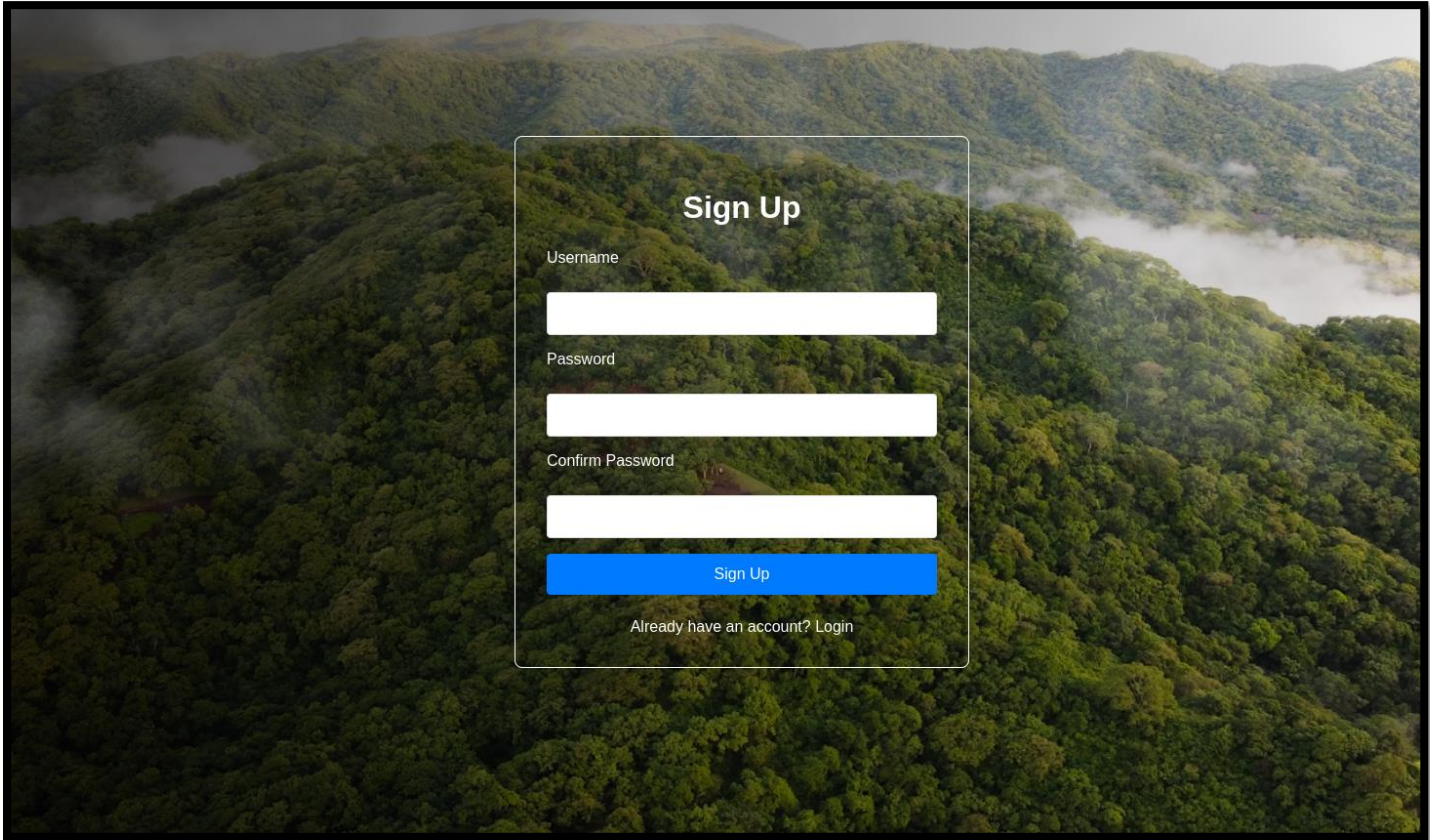 Sign Up
Username
Password
Confirm Password
Sign Up
Already have an account? Login